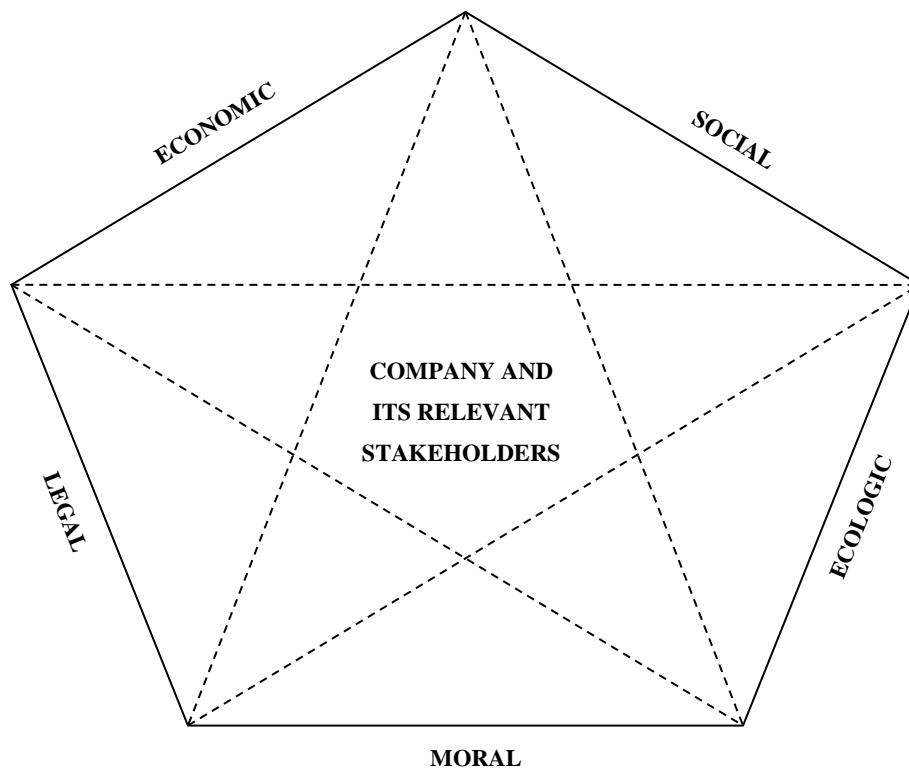 ECONOMIC
SOCIAL
COMPANY AND
ITS RELEVANT
STAKEHOLDERS
LEGAL
ECOLOGIC
MORAL